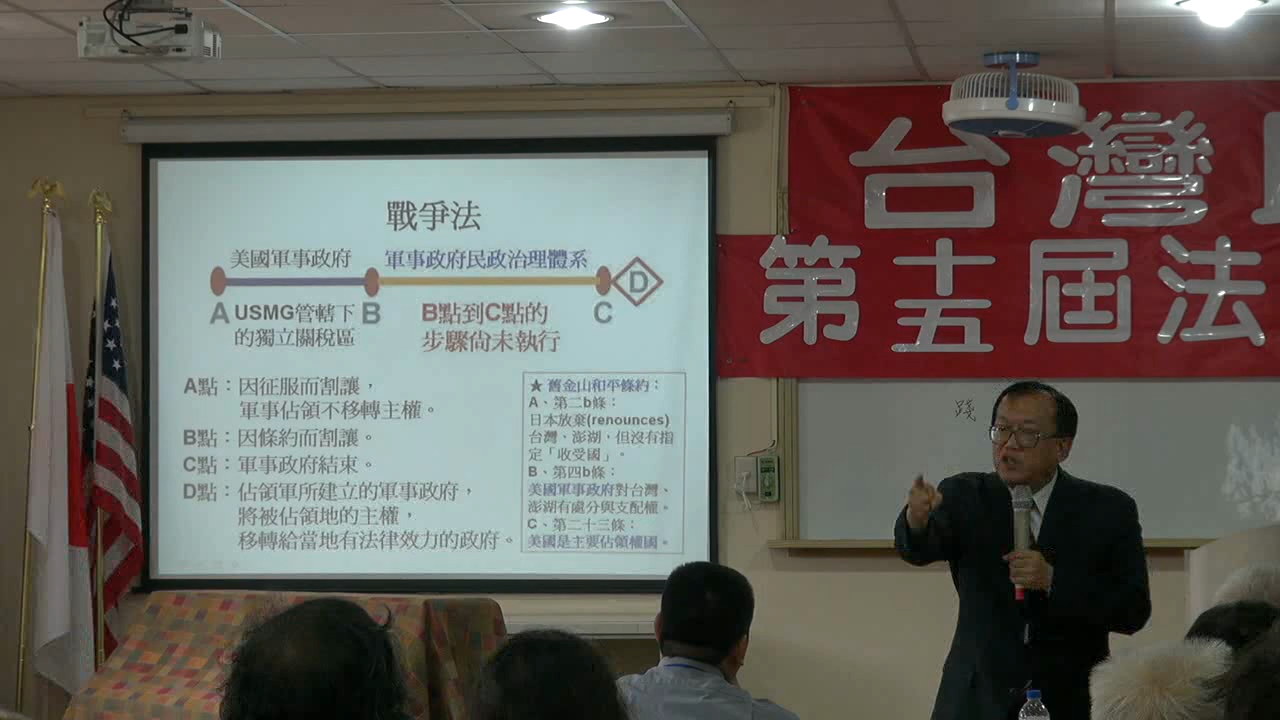 戰爭法
美國軍事政府 軍事政府民政治理體系
D
A USMG管轄下 B B點到C點的 C
的獨立關稅區 步驟尚未執行
A點：因征服而割讓，
軍事佔領不移轉主權。
B點：因條約而割讓。
C點：軍事政府結束。
D點：佔領軍所建立的軍事政府，
將被佔領地的主權，
移轉給當地有法律效力的政府。
★ 舊金山和平條約：
A、第二b條：
日本放棄(renounces)
台灣、澎湖，但沒有指
定「收受國」。
B、第四b條：
美國軍事政府對台灣、
澎湖有處分與支配權。
C、第二十三條：
美國是主要佔領權國。
台灣
第十五屆法
踐